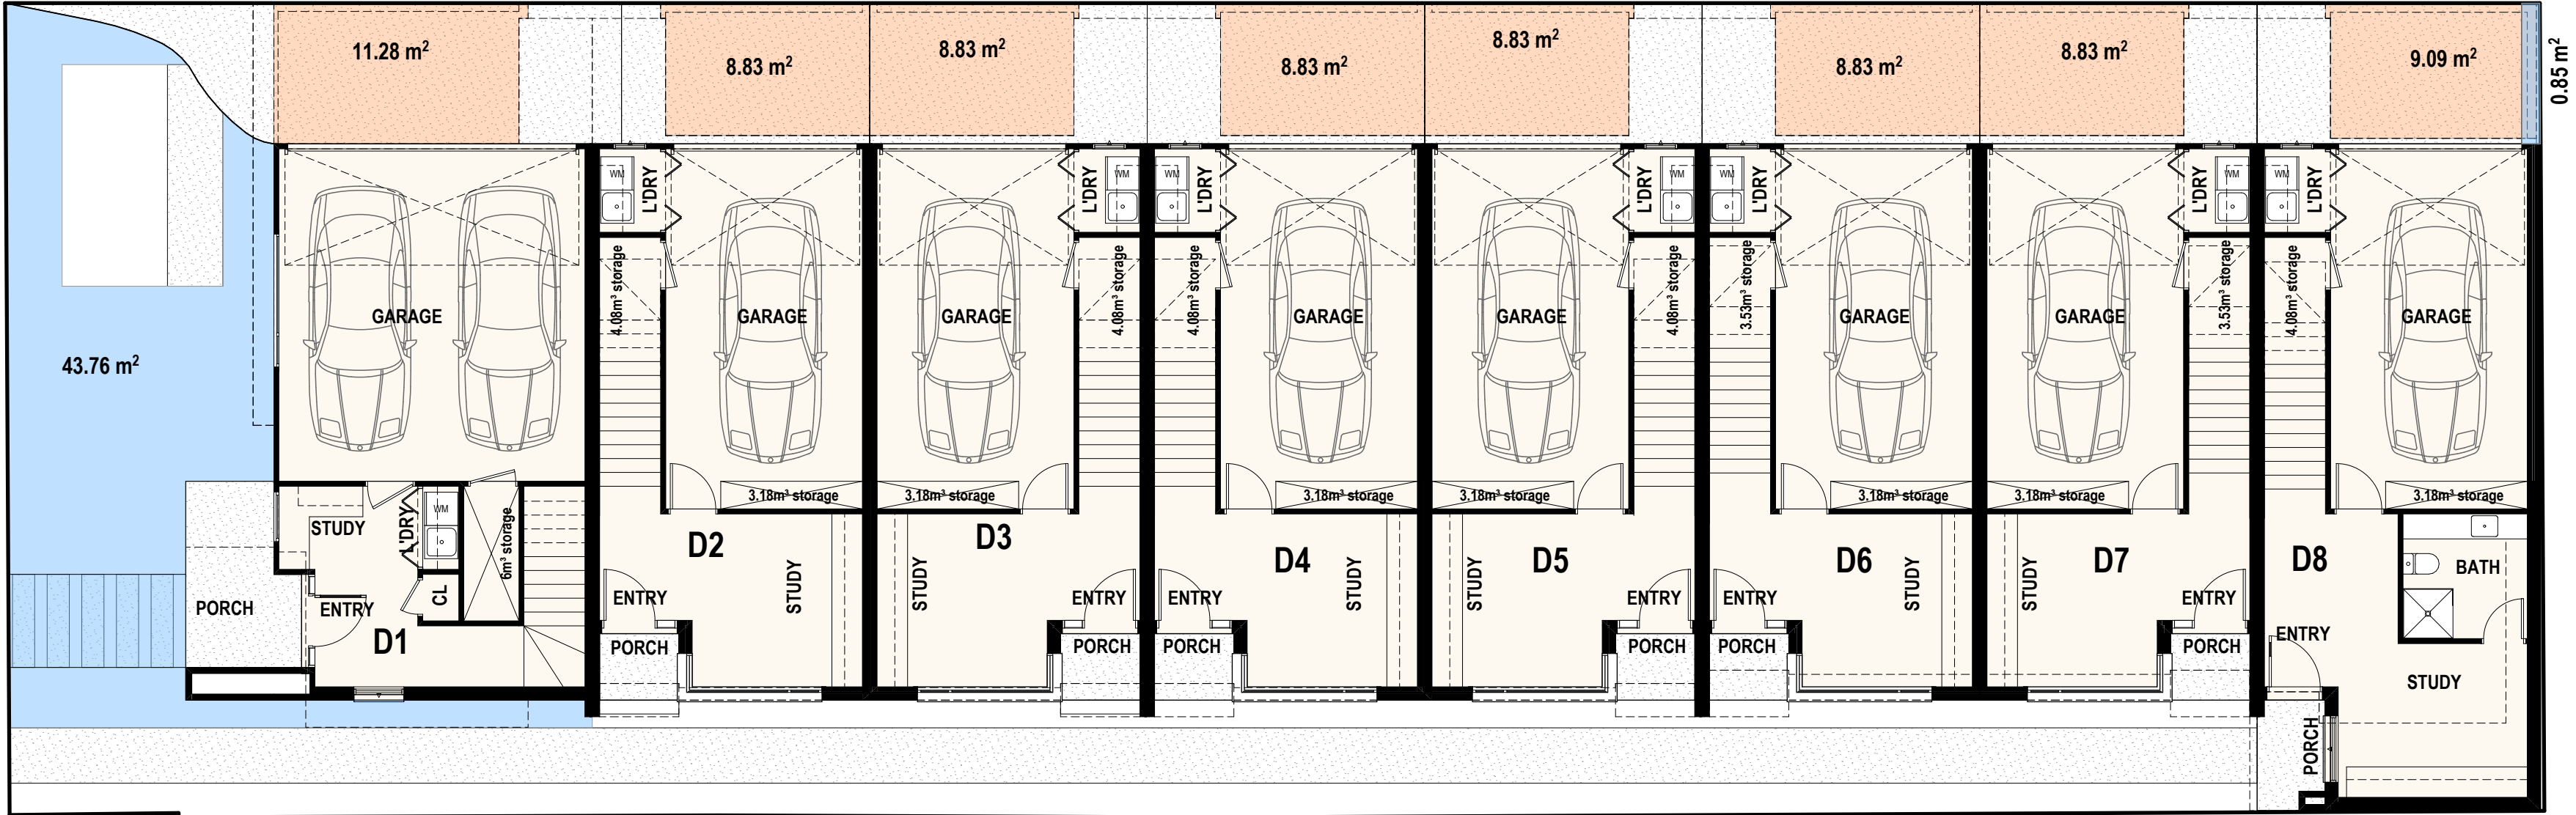 11.28 m²
8.83 m²
8.83 m²
8.83 m²
8.83 m²
8.83 m²
8.83 m²
9.09 m²
0.85 m²
43.76 m²
WM
L'DRY
L'DRY
WM
WM
L'DRY
L'DRY
WM
WM
L'DRY
L'DRY
WM
WM
L'DRY
4.08m³ storage
4.08m³ storage
4.08m³ storage
4.08m³ storage
3.53m³ storage
3.53m³ storage
4.08m³ storage
GARAGE
GARAGE
GARAGE
GARAGE
GARAGE
GARAGE
GARAGE
GARAGE
3.18m³ storage
3.18m³ storage
3.18m³ storage
3.18m³ storage
3.18m³ storage
3.18m³ storage
3.18m³ storage
STUDY
L'DRY
WM
6m³ storage
CL
PORCH
ENTRY
D1
D2
STUDY
ENTRY
PORCH
D3
STUDY
ENTRY
PORCH
D4
STUDY
ENTRY
PORCH
D5
STUDY
ENTRY
PORCH
D6
STUDY
ENTRY
PORCH
D7
STUDY
ENTRY
PORCH
D8
BATH
ENTRY
STUDY
PORCH